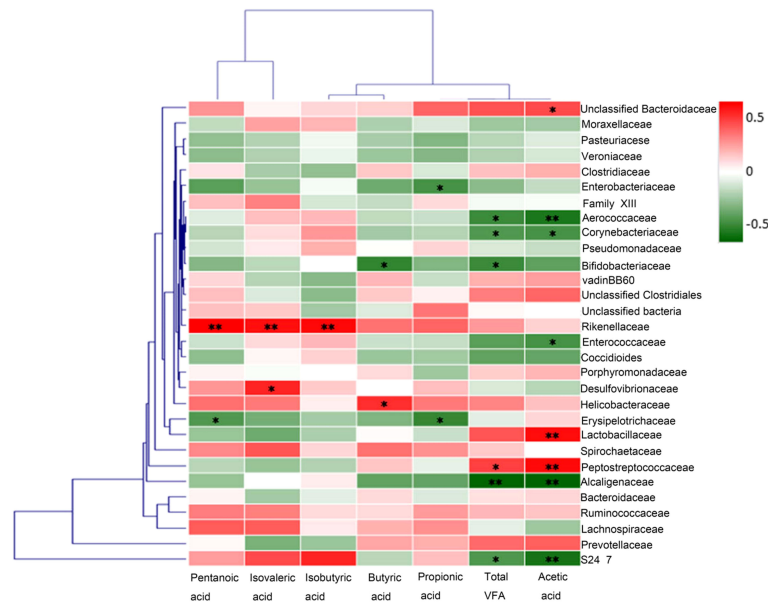 Unclassified Bacteroidaceae
*
0.5
Moraxellaceae
Pasteuriacese
Veroniaceae
Clostridiaceae
0
* Enterobacteriaceae
Family XIII
* ** Aerococcaceae
* * Corynebacteriaceae
-0.5
Pseudomonadaceae
* * Bifidobacteriaceae
vadinBB60
Unclassified Clostridiales
Unclassified bacteria
** ** ** Rikenellaceae
* Enterococcaceae
Coccidioides
Porphyromonadaceae
* Desulfovibrionaceae
* Helicobacteraceae
* * Erysipelotrichaceae
** Lactobacillaceae
Spirochaetaceae
* ** Peptostreptococcaceae
** ** Alcaligenaceae
Bacteroidaceae
Ruminococcaceae
Lachnospiraceae
Prevotellaceae
* ** S24 7
Pentanoic Isovaleric Isobutyric Butyric Propionic Total Acetic
acid acid acid acid acid VFA acid